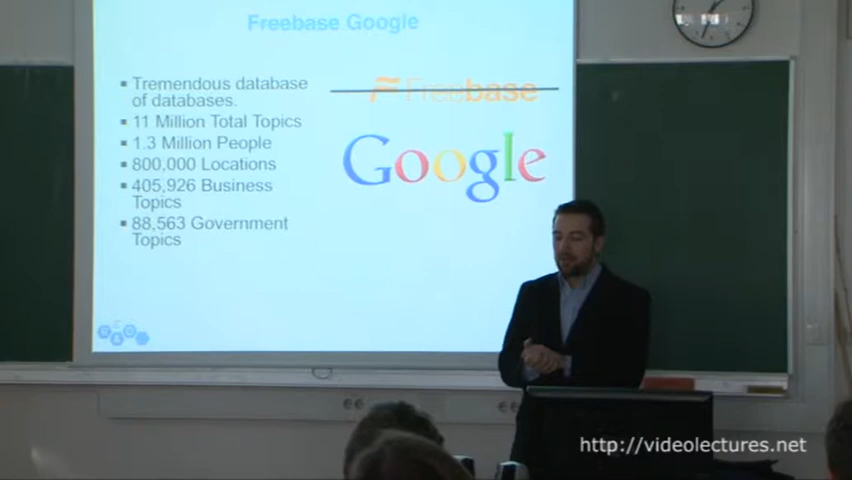 Freebase Google
Tremendous database
of databases.
11 Million Total Topics
1.3 Million People
800,000 Locations
405,926 Business
Topics
88,563 Government
Topics
Freebase
Google
http://videolectures.net